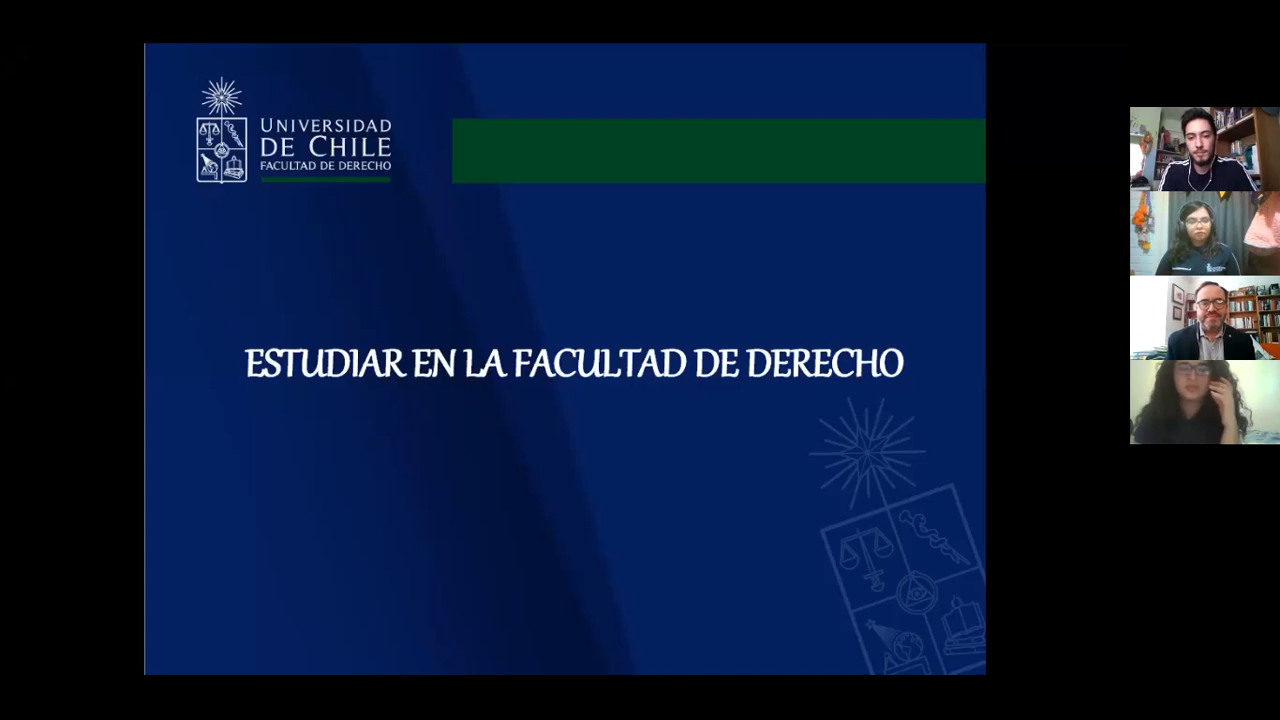 UNIVERSIDAD
DE CHILE
FACULTAD DE DERECHO
ESTUDIAR EN LA FACULTAD DE DERECHO